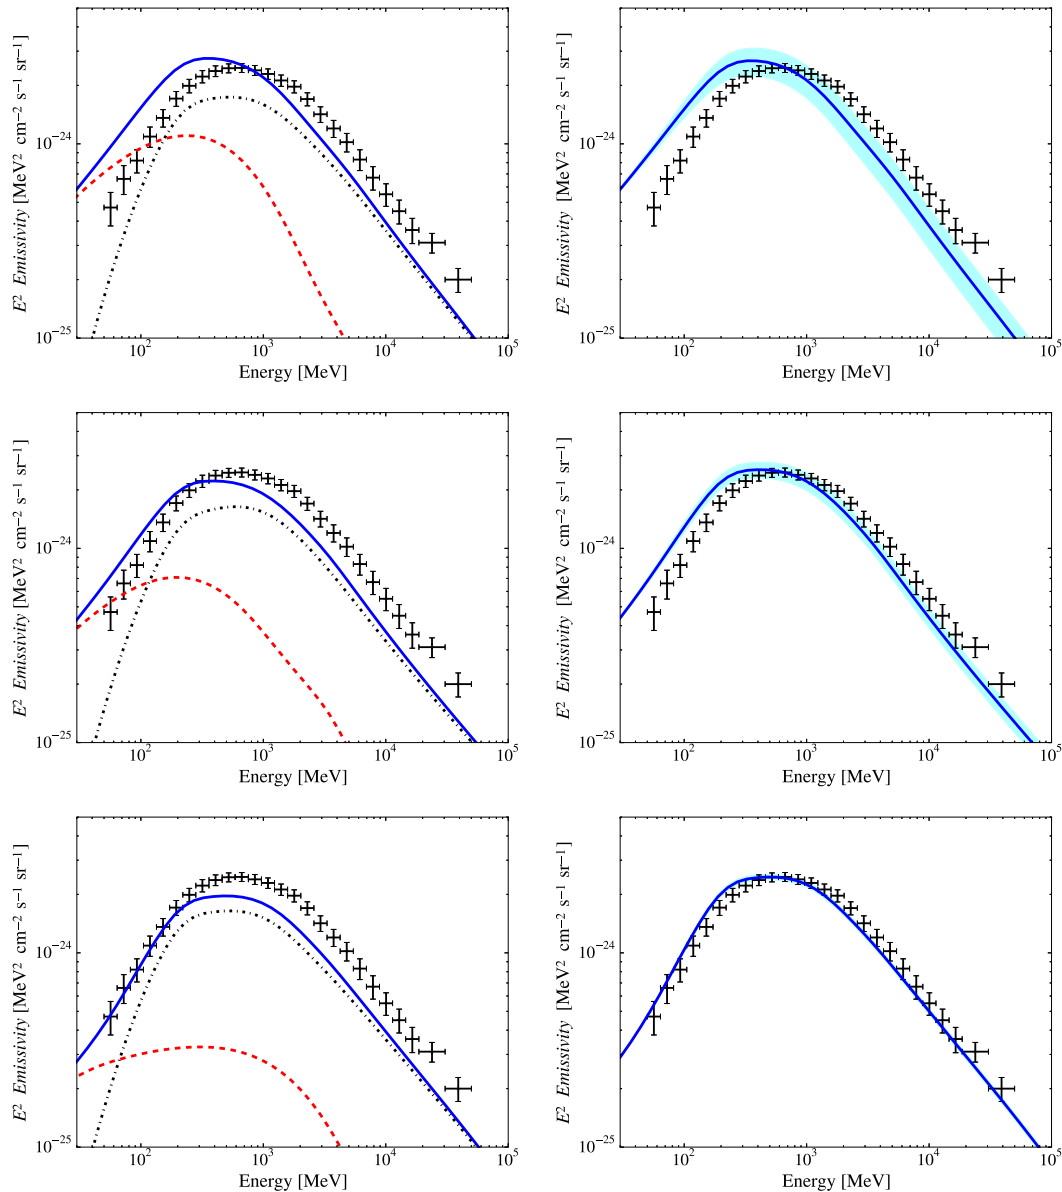 E² Emissivity [MeV² cm⁻² s⁻¹ sr⁻¹]
10⁻²⁴
10⁻²⁵
10² 10³ 10⁴ 10⁵
Energy [MeV]
E² Emissivity [MeV² cm⁻² s⁻¹ sr⁻¹]
10⁻²⁴
10⁻²⁵
10² 10³ 10⁴ 10⁵
Energy [MeV]
E² Emissivity [MeV² cm⁻² s⁻¹ sr⁻¹]
10⁻²⁴
10⁻²⁵
10² 10³ 10⁴ 10⁵
Energy [MeV]
E² Emissivity [MeV² cm⁻² s⁻¹ sr⁻¹]
10⁻²⁴
10⁻²⁵
10² 10³ 10⁴ 10⁵
Energy [MeV]
E² Emissivity [MeV² cm⁻² s⁻¹ sr⁻¹]
10⁻²⁴
10⁻²⁵
10² 10³ 10⁴ 10⁵
Energy [MeV]
E² Emissivity [MeV² cm⁻² s⁻¹ sr⁻¹]
10⁻²⁴
10⁻²⁵
10² 10³ 10⁴ 10⁵
Energy [MeV]